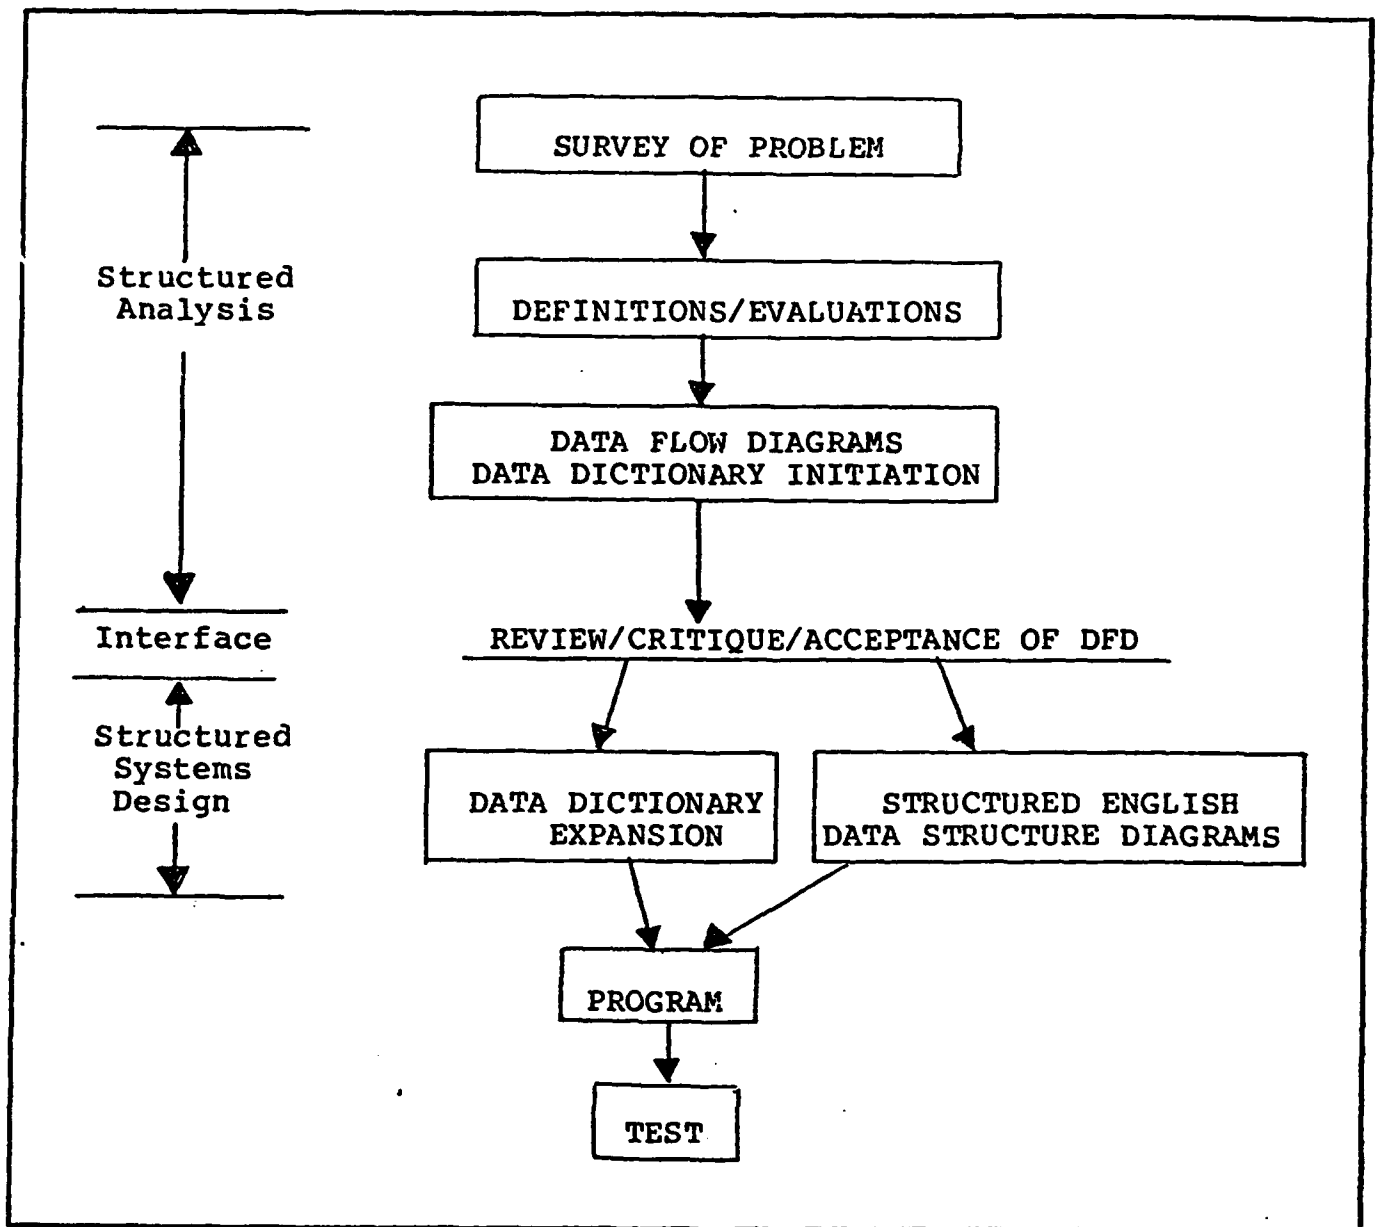 SURVEY OF PROBLEM
Structured
Analysis
DEFINITIONS/EVALUATIONS
DATA FLOW DIAGRAMS
DATA DICTIONARY INITIATION
Interface
REVIEW/CRITIQUE/ACCEPTANCE OF DFD
Structured
Systems
Design
DATA DICTIONARY
EXPANSION
STRUCTURED ENGLISH
DATA STRUCTURE DIAGRAMS
PROGRAM
TEST